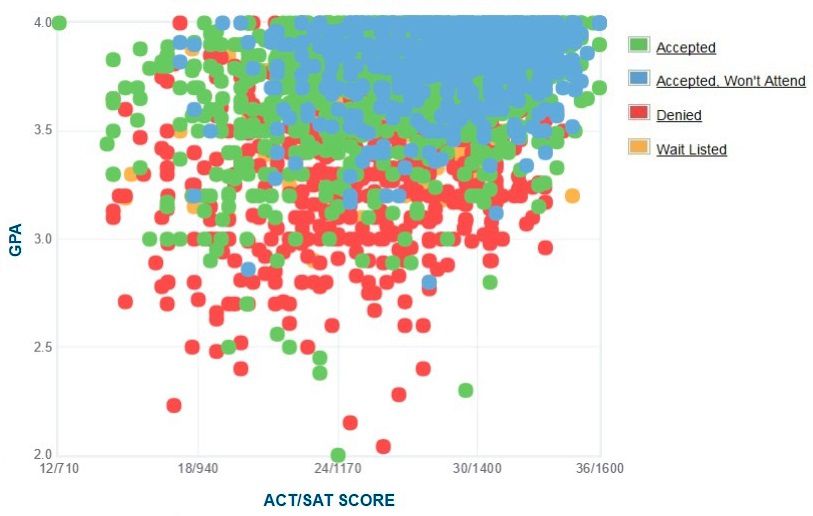 4.0
3.5
3.0
2.5
2.0
GPA
12/710 18/940 24/1170 30/1400 36/1600
ACT/SAT SCORE
Accepted
Accepted, Won't Attend
Denied
Wait Listed